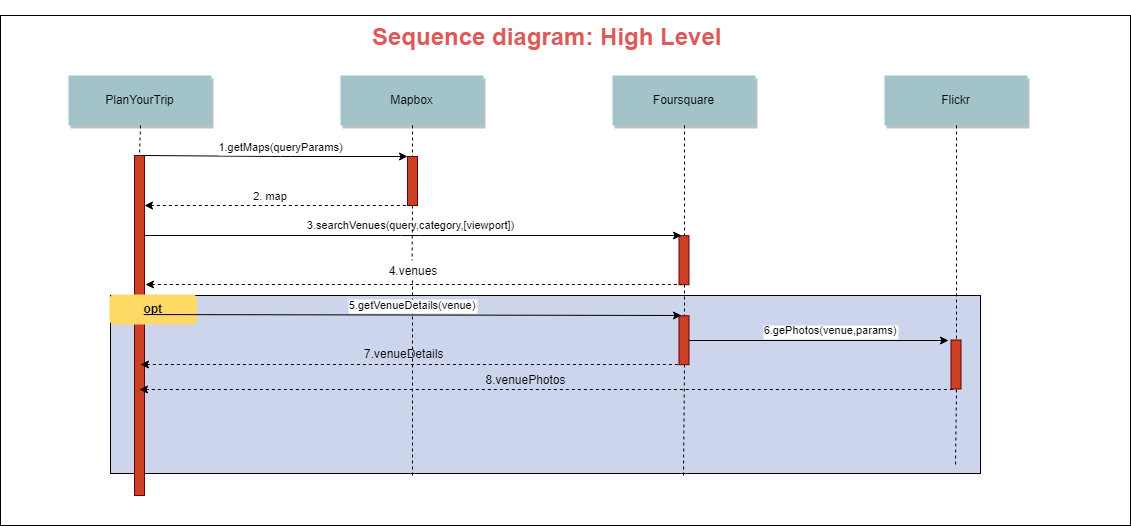 Sequence diagram: High Level
PlanYourTrip
Mapbox
Foursquare
Flickr
1.getMaps(queryParams)
2. map
3.searchVenues(query,category,[viewport])
4.venues
opt
5.getVenueDetails(venue)
6.gePhotos(venue,params)
7.venueDetails
8.venuePhotos